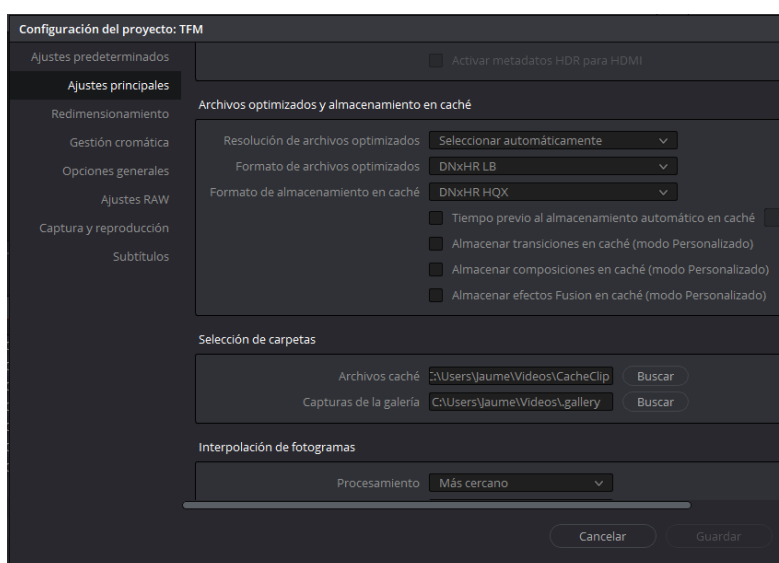 Configuración del proyecto: TFM
Ajustes predeterminados
Ajustes principales
Redimensionamiento
Gestión cromática
Opciones generales
Ajustes RAW
Captura y reproducción
Subtítulos
Activar metadatos HDR para HDMI
Archivos optimizados y almacenamiento en caché
Resolución de archivos optimizados Seleccionar automáticamente
Formato de archivos optimizados DNxHR LB
Formato de almacenamiento en caché DNxHR HQX
Tiempo previo al almacenamiento automático en caché
Almacenar transiciones en caché (modo Personalizado)
Almacenar composiciones en caché (modo Personalizado)
Almacenar efectos Fusion en caché (modo Personalizado)
Selección de carpetas
Archivos caché C:\Users\Jaume\Videos\CacheClip Buscar
Capturas de la galería C:\Users\Jaume\Videos\.gallery Buscar
Interpolación de fotogramas
Procesamiento Más cercano
Cancelar Guardar